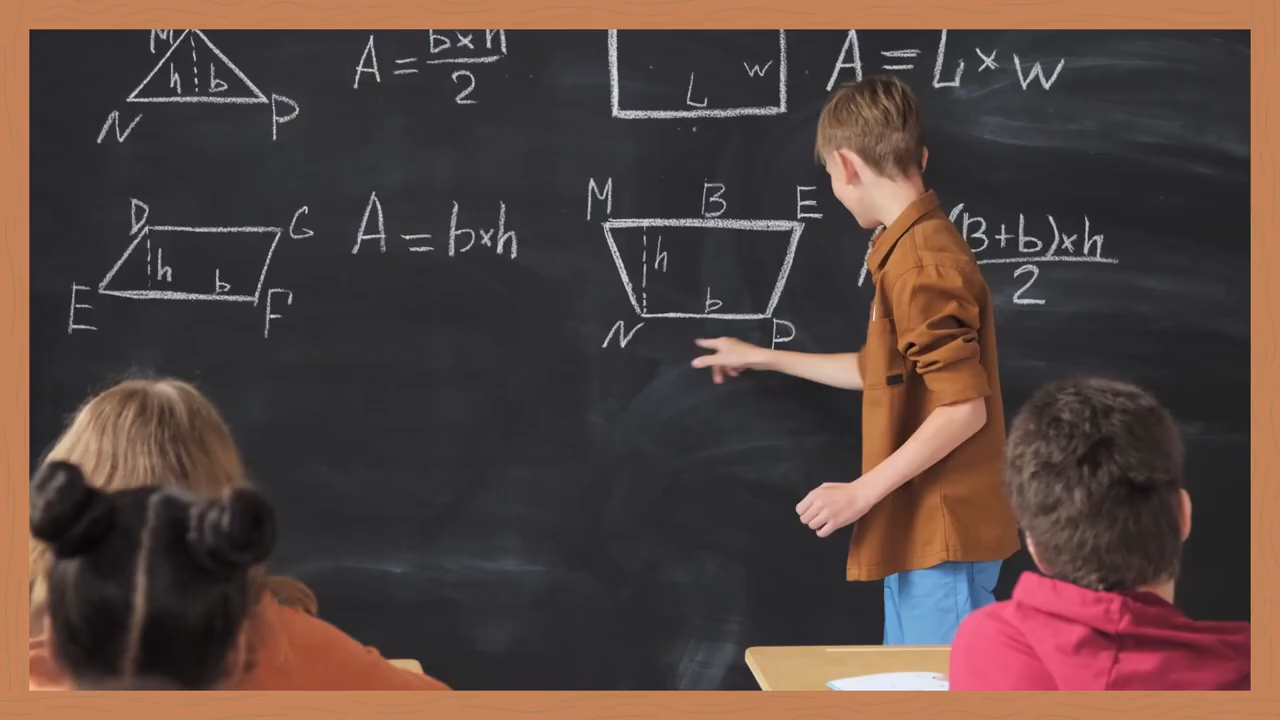 M
h b
N P
A = b×h
2
L w
A = L × w
D G
h b
E F
A = b×h
M B E
h
b
N P
(B+b)×h
2